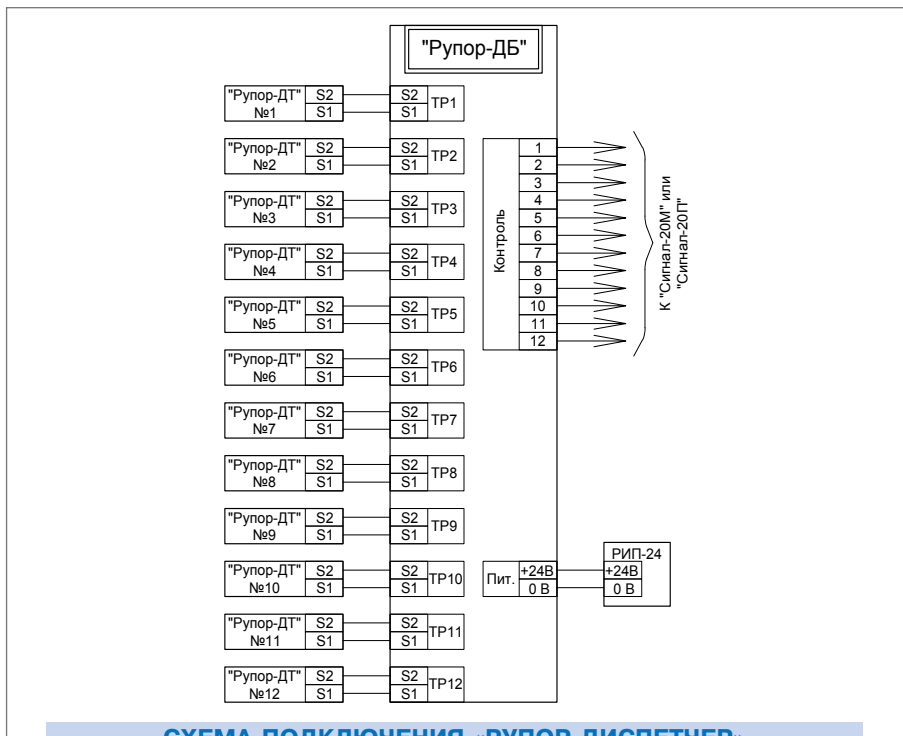 "Рупор-ДБ"
"Рупор-ДТ" S2 S2
№1 S1 S1 ТР1
"Рупор-ДТ" S2 S2
№2 S1 S1 ТР2
"Рупор-ДТ" S2 S2
№3 S1 S1 ТР3
"Рупор-ДТ" S2 S2
№4 S1 S1 ТР4
"Рупор-ДТ" S2 S2
№5 S1 S1 ТР5
"Рупор-ДТ" S2 S2
№6 S1 S1 ТР6
"Рупор-ДТ" S2 S2
№7 S1 S1 ТР7
"Рупор-ДТ" S2 S2
№8 S1 S1 ТР8
"Рупор-ДТ" S2 S2
№9 S1 S1 ТР9
"Рупор-ДТ" S2 S2
№10 S1 S1 ТР10
"Рупор-ДТ" S2 S2
№11 S1 S1 ТР11
"Рупор-ДТ" S2 S2
№12 S1 S1 ТР12
Контроль
1
2
3
4
5
6
7
8
9
10
11
12
К "Сигнал-20М" или
"Сигнал-20П"
Пит.
+24В
0 В
РИП-24
+24В
0 В
СХЕМА ПОДКЛЮЧЕНИЯ «РУПОР-ДИСПЕТЧЕР»